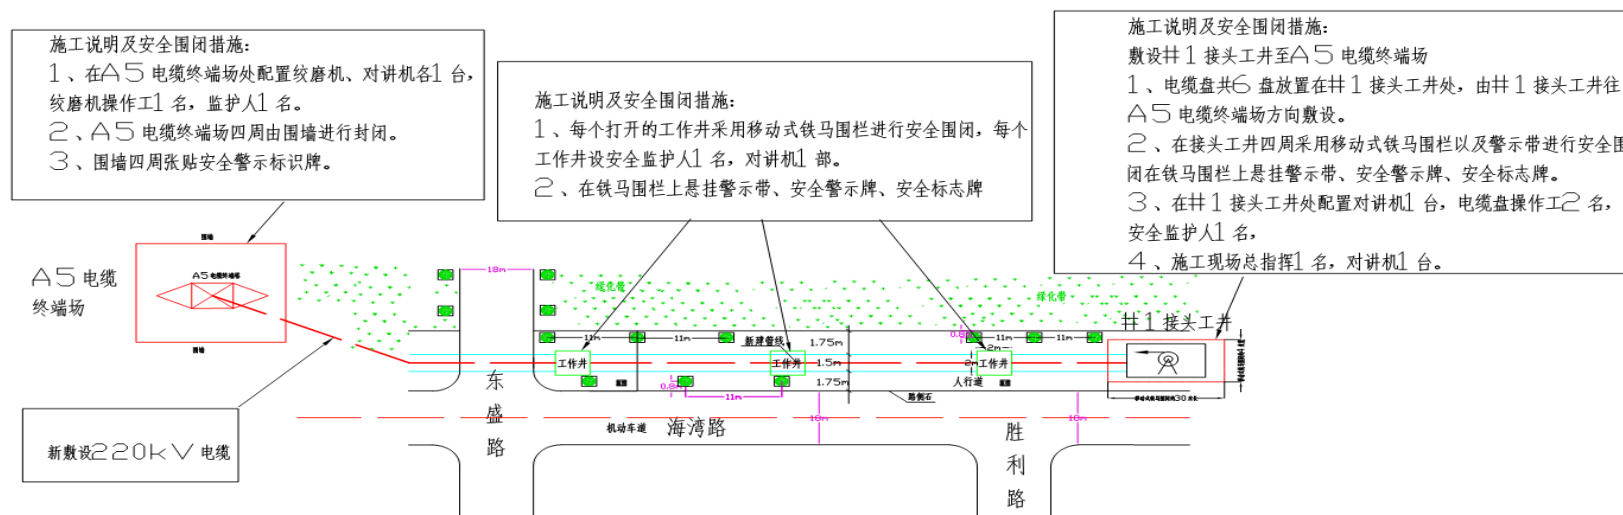 施工说明及安全围闭措施：
1、在A5电缆终端场处配置绞磨机、对讲机各1台，
绞磨机操作工1名，监护人1名。
2、A5电缆终端场四周由围墙进行封闭。
3、围墙四周张贴安全警示标识牌。
施工说明及安全围闭措施：
1、每个打开的工作井采用移动式铁马围栏进行安全围闭，每个
工作井设安全监护人1名，对讲机1部。
2、在铁马围栏上悬挂警示带、安全警示牌、安全标志牌
施工说明及安全围闭措施：
敷设#1接头工井至A5电缆终端场
1、电缆盘共6盘放置在#1接头工井处，由#1接头工井往
A5电缆终端场方向敷设。
2、在接头工井四周采用移动式铁马围栏以及警示带进行安全围
闭在铁马围栏上悬挂警示带、安全警示牌、安全标志牌。
3、在#1接头工井处配置对讲机1台，电缆盘操作工2名，
安全监护人1名，
4、施工现场总指挥1名，对讲机1台。
围墙
A5电缆
终端场
A5电缆终端塔
围墙
18m
绿化带
绿化带
#1接头工井
11m
11m
新建管线
1.75m
0.8m
11m
11m
2m
工作井
工作井
1.5m
2m
工作井
0.8m
11m
1.75m
人行道
路侧石
东盛路
机动车道
海湾路
18m
18m
胜利路
新敷设220kV电缆